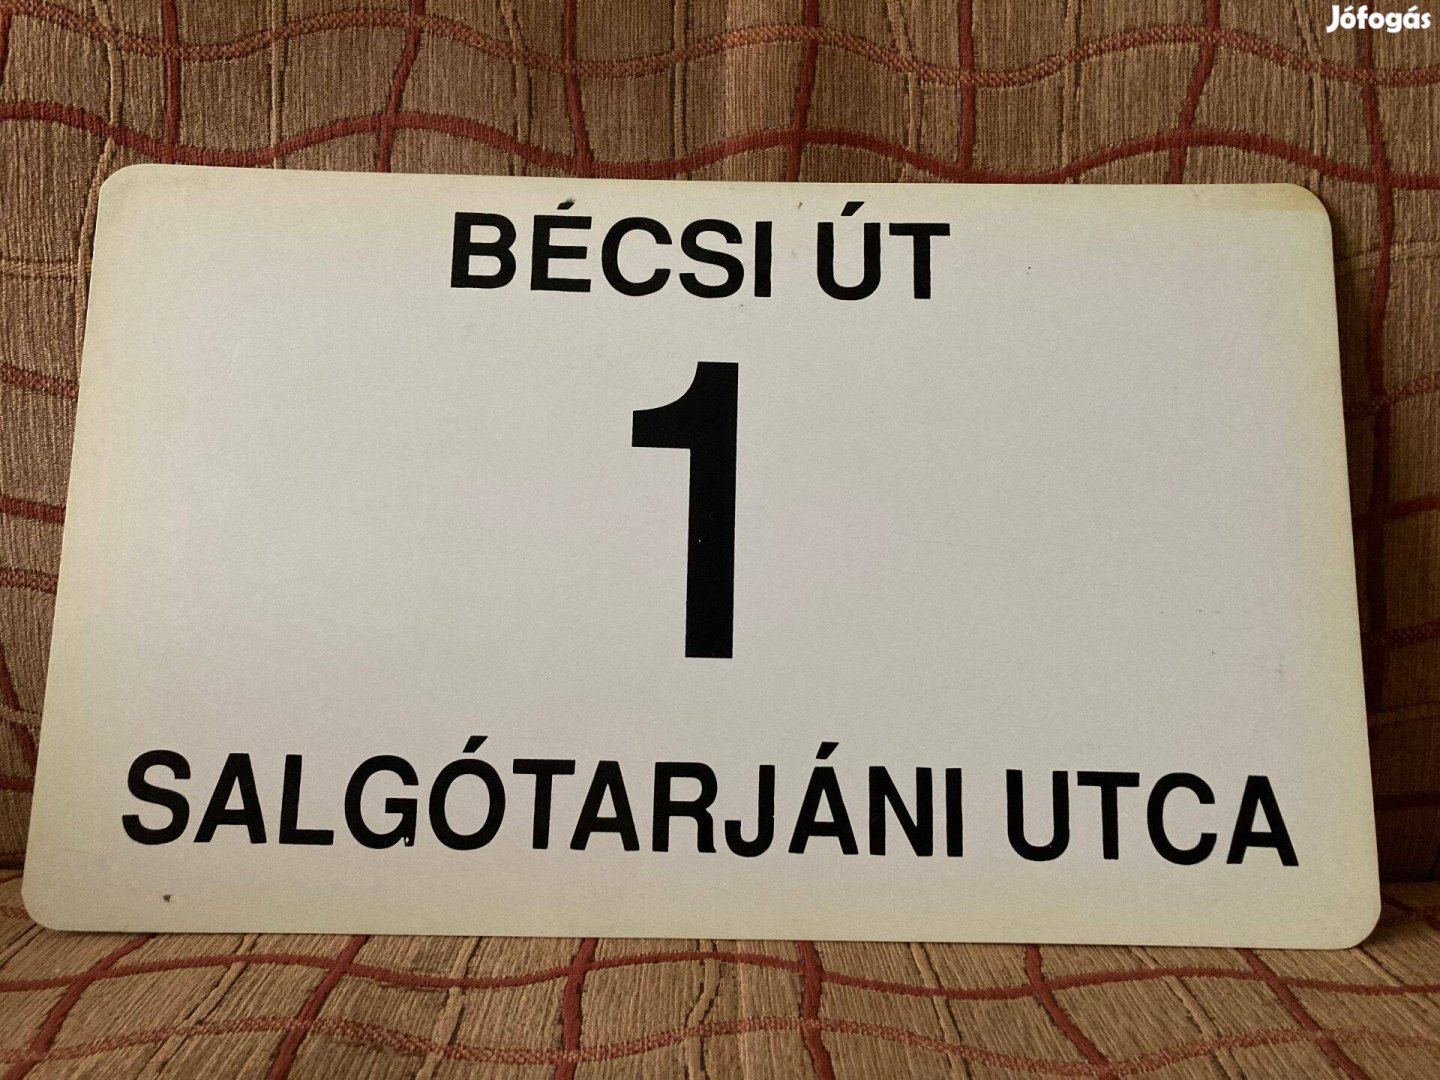 Jófogás
BÉCSI ÚT
1
SALGÓTARJÁNI UTCA